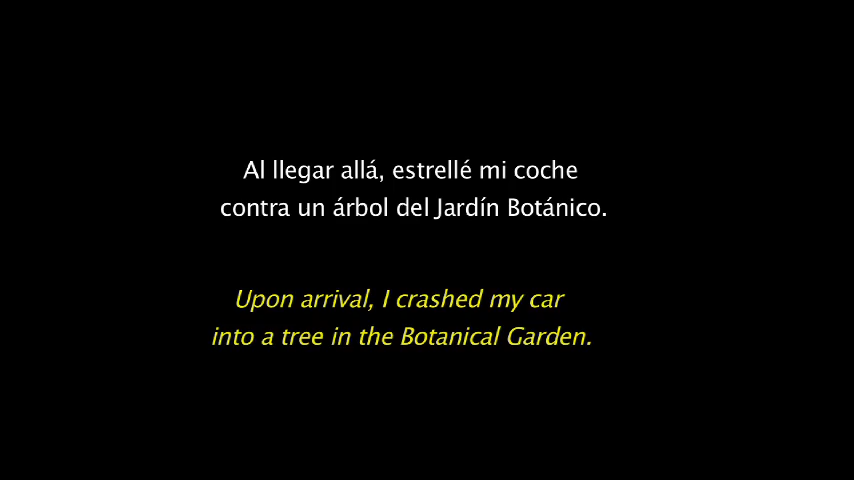 Al llegar allá, estrellé mi coche
contra un árbol del Jardín Botánico.
Upon arrival, I crashed my car
into a tree in the Botanical Garden.